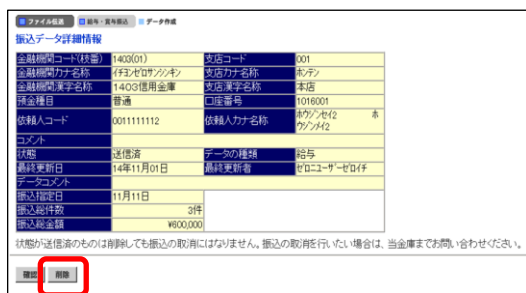 ファイル伝送 給与・賞与振込 データ作成
振込データ詳細情報
金融機関コード(枝番) 1403(01) 支店コード 001
金融機関カナ名称 イチヨンゼロサンシンキン 支店カナ名称 ホンテン
金融機関漢字名称 1403信用金庫 支店漢字名称 本店
預金種目 普通 口座番号 1016001
依頼人コード 0011111112 依頼人カナ名称 ホウジンセイ2 ホ
ウジンメイ2
コメント
状態 送信済 データの種類 給与
最終更新日 14年11月01日 最終更新者 ゼロニユーザーゼロイチ
データコメント
振込指定日 11月11日
振込総件数 3件
振込総金額 ¥600,000
状態が送信済のものは削除しても振込の取消にはなりません。振込の取消を行いたい場合は、当金庫までお問い合わせください。
確認 削除